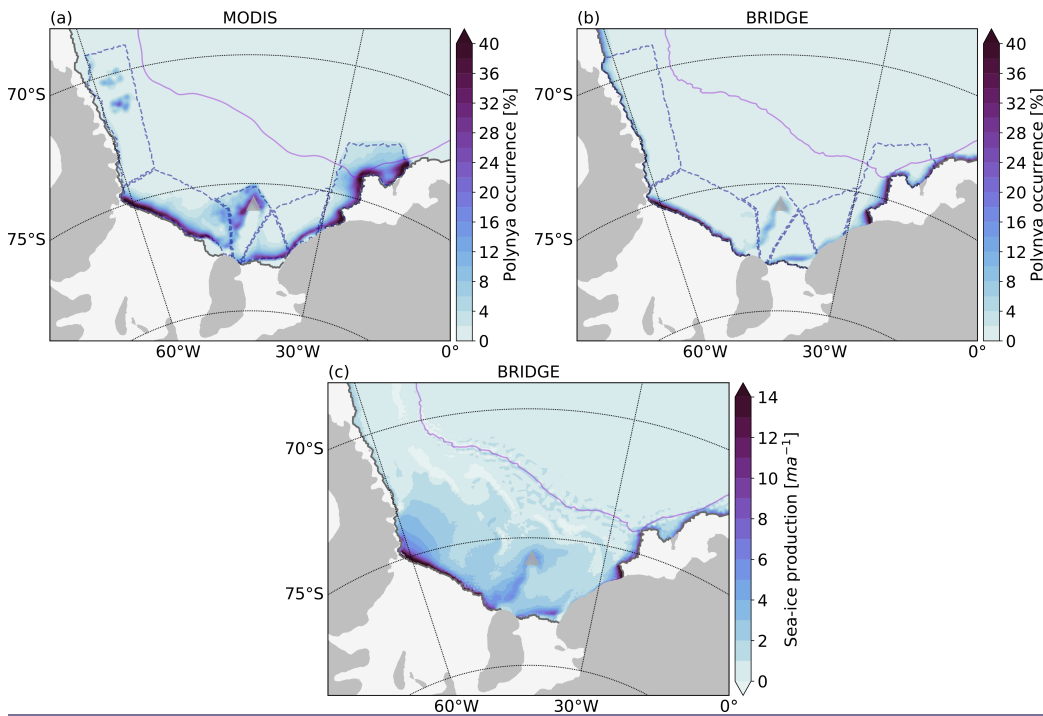 (a) MODIS
70°S
75°S
60°W 30°W 0°
40
36
32
28
24
20
16
12
8
4
0
Polynya occurrence [%]
(b) BRIDGE
70°S
75°S
60°W 30°W 0°
40
36
32
28
24
20
16
12
8
4
0
Polynya occurrence [%]
(c) BRIDGE
70°S
75°S
60°W 30°W 0°
14
12
10
8
6
4
2
0
Sea-ice production [ma⁻¹]